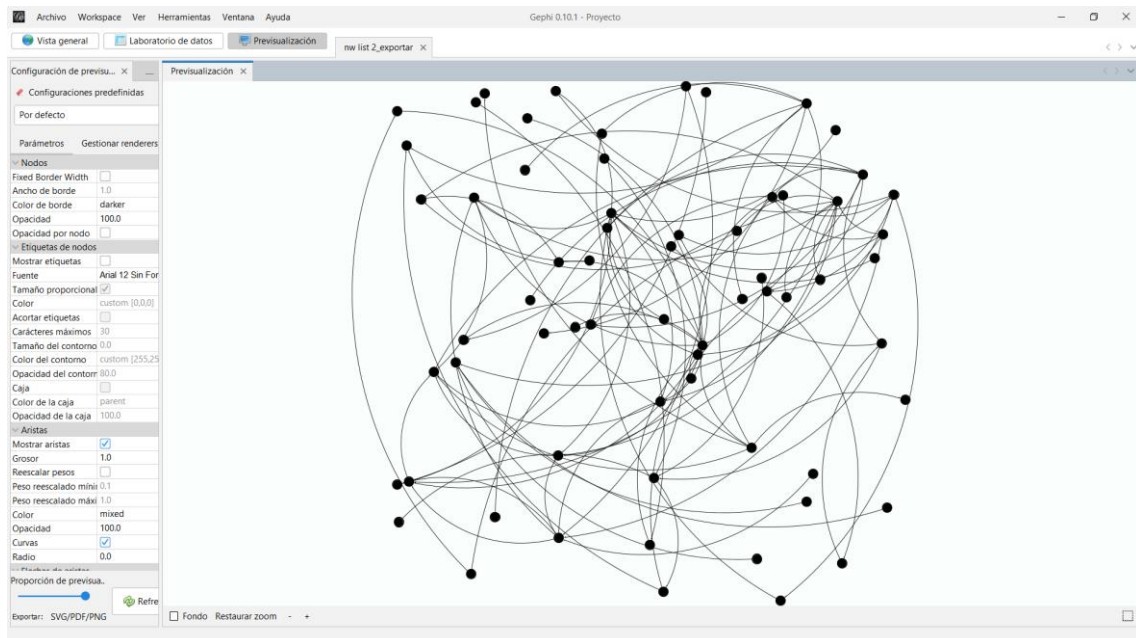 Archivo Workspace Ver Herramientas Ventana Ayuda Gephi 0.10.1 - Proyecto
Vista general Laboratorio de datos Previsualización nw list 2_exportar ×
Configuración de previsu... × Previsualización ×
Configuraciones predefinidas
Por defecto
Parámetros Gestionar renderers
Nodos
Fixed Border Width
Ancho de borde 1.0
Color de borde darker
Opacidad 100.0
Opacidad por nodo
Etiquetas de nodos
Mostrar etiquetas
Fuente Arial 12 Sin For
Tamaño proporcional
Color custom [0,0,0]
Acortar etiquetas
Carácteres máximos 30
Tamaño del contorno 0.0
Color del contorno custom [255,25
Opacidad del contorr 80.0
Caja
Color de la caja parent
Opacidad de la caja 100.0
Aristas
Mostrar aristas
Grosor 1.0
Reescalar pesos
Peso reescalado míni 0.1
Peso reescalado máxi 1.0
Color mixed
Opacidad 100.0
Curvas
Radio 0.0
Proporción de previsua..
Refre
Exportar: SVG/PDF/PNG Fondo Restaurar zoom - +